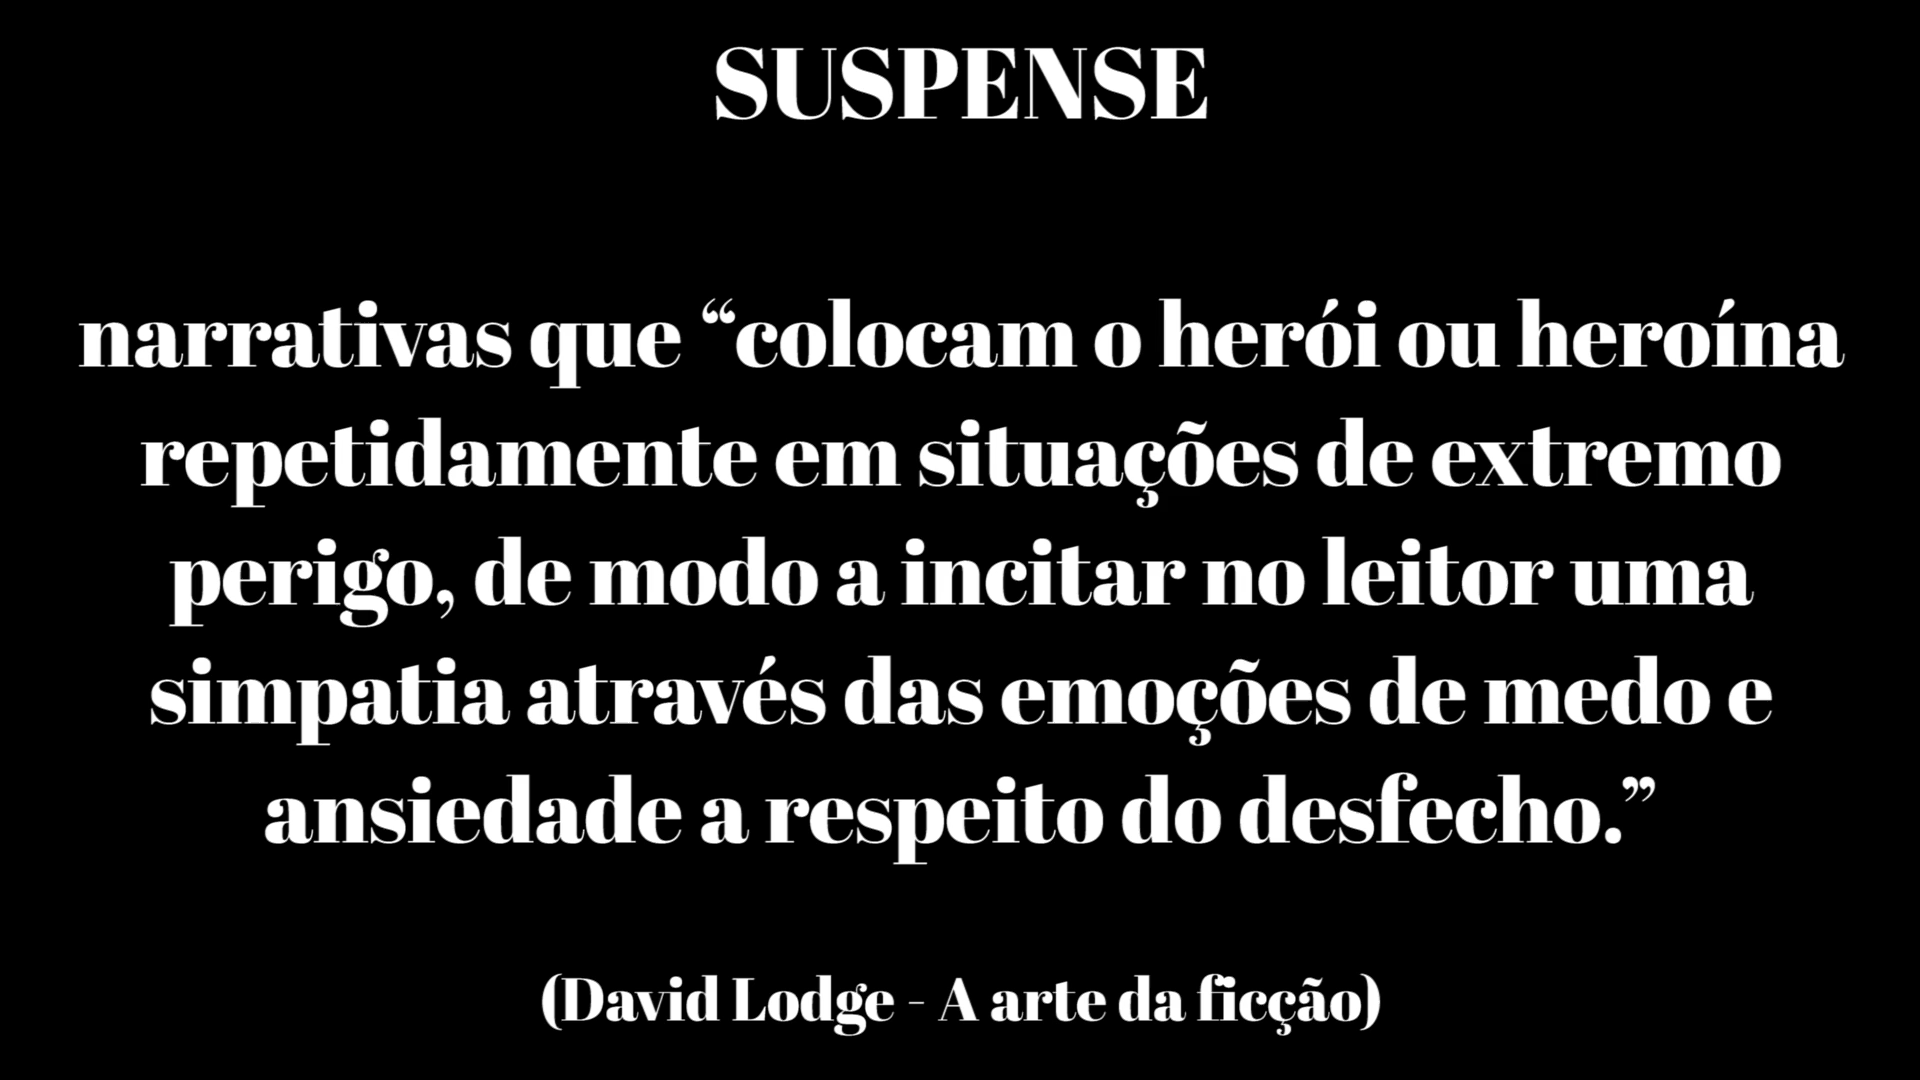 SUSPENSE
narrativas que “colocam o herói ou heroína
repetidamente em situações de extremo
perigo, de modo a incitar no leitor uma
simpatia através das emoções de medo e
ansiedade a respeito do desfecho.”
(David Lodge - A arte da ficção)